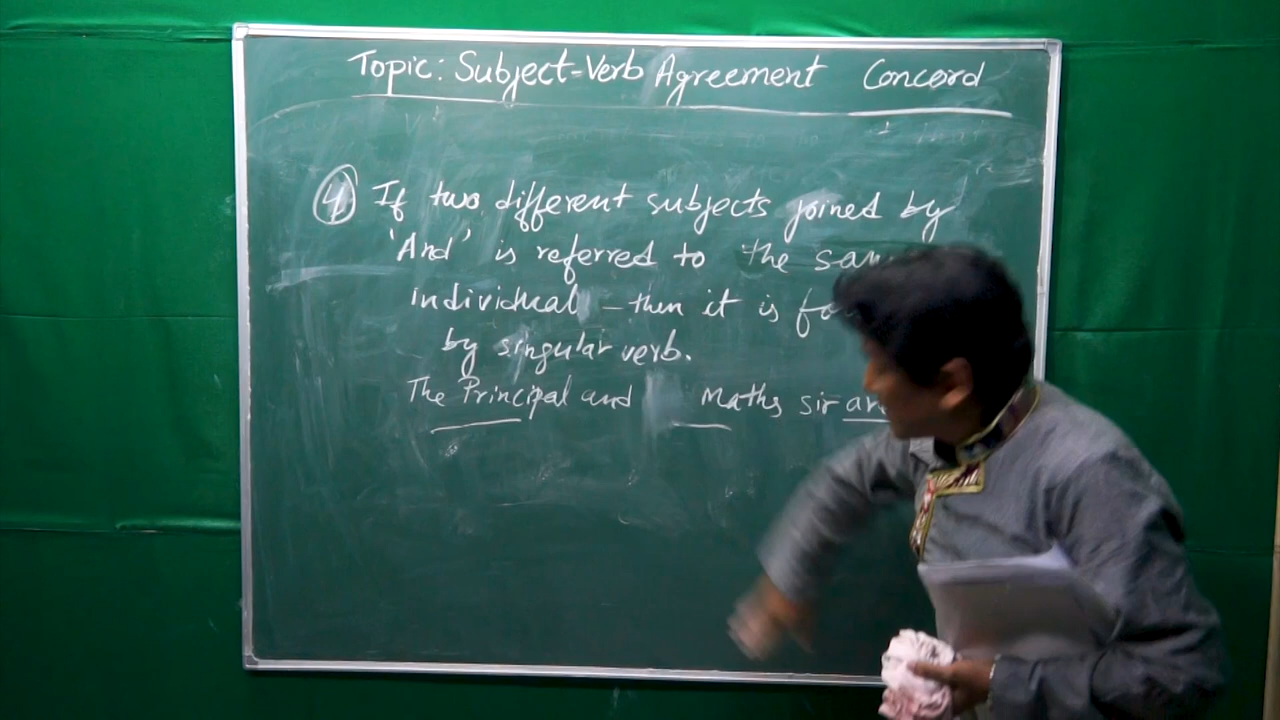 Topic: Subject-Verb Agreement Concord
④ If two different subjects joined by
'And' is referred to the
individual - then it is
by singular verb.
The Principal and Maths sir